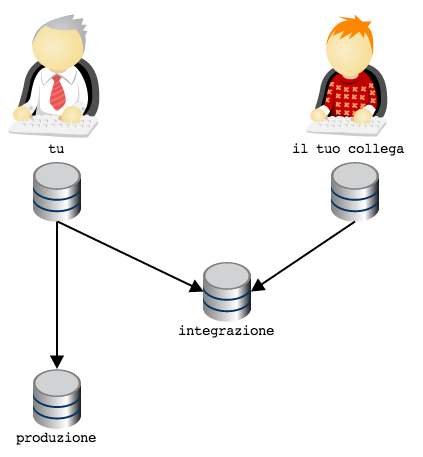 tu
il tuo collega
integrazione
produzione